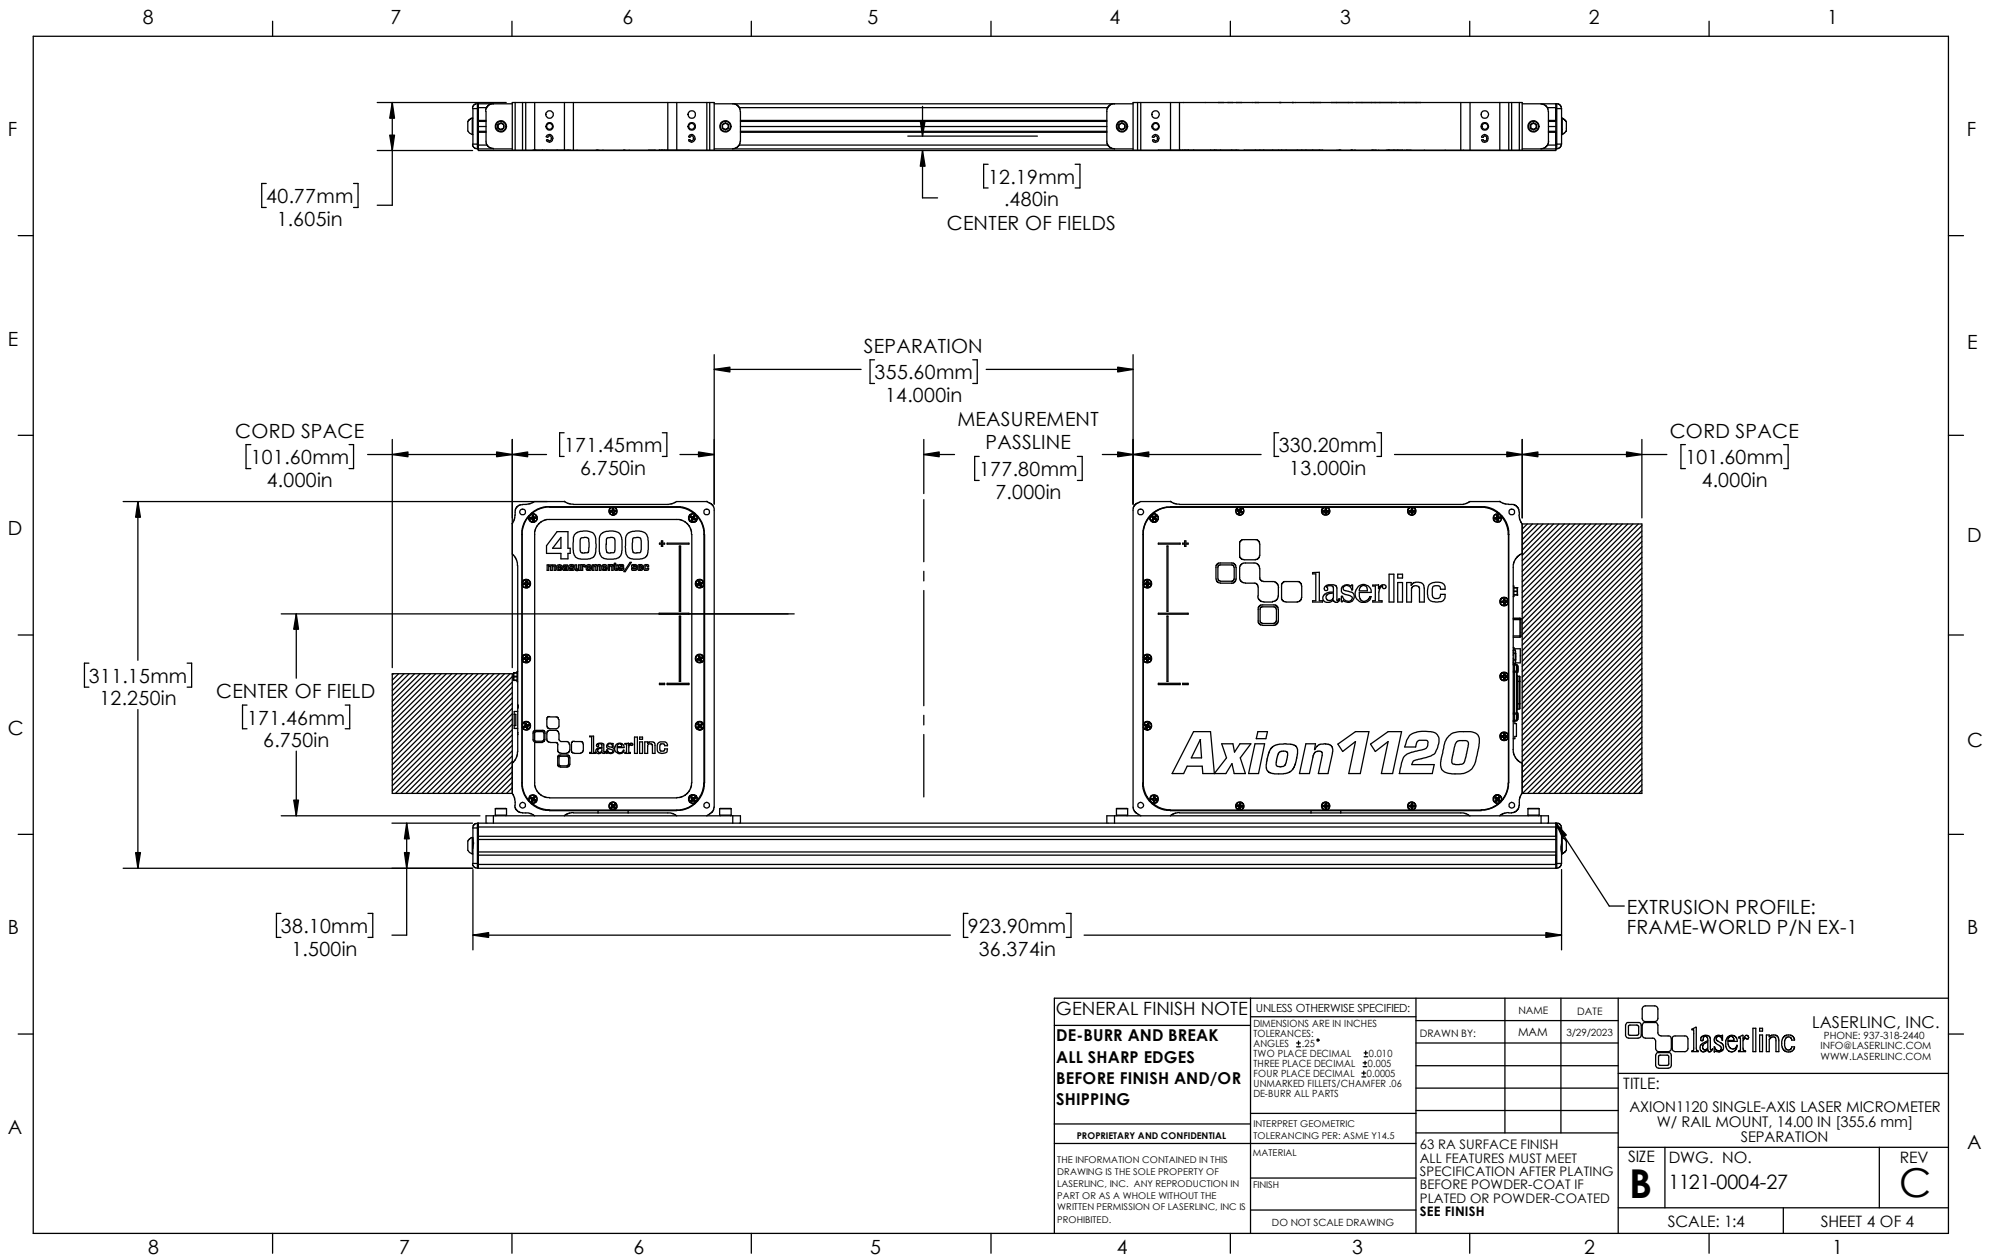 8 7 6 5 4 3 2 1
F F
[40.77mm]
1.605in
[12.19mm]
.480in
CENTER OF FIELDS
E E
SEPARATION
[355.60mm]
14.000in
MEASUREMENT
PASSLINE
[177.80mm]
7.000in
CORD SPACE
[101.60mm]
4.000in
[171.45mm]
6.750in
[330.20mm]
13.000in
CORD SPACE
[101.60mm]
4.000in
D D
4000
measurements/sec
+
-
laserlinc
+
-
laserlinc
Axion1120
[311.15mm]
12.250in
CENTER OF FIELD
[171.46mm]
6.750in
C C
[38.10mm]
1.500in
[923.90mm]
36.374in
EXTRUSION PROFILE:
FRAME-WORLD P/N EX-1
B B
GENERAL FINISH NOTE
DE-BURR AND BREAK
ALL SHARP EDGES
BEFORE FINISH AND/OR
SHIPPING
PROPRIETARY AND CONFIDENTIAL
THE INFORMATION CONTAINED IN THIS
DRAWING IS THE SOLE PROPERTY OF
LASERLINC, INC. ANY REPRODUCTION IN
PART OR AS A WHOLE WITHOUT THE
WRITTEN PERMISSION OF LASERLINC, INC IS
PROHIBITED.
UNLESS OTHERWISE SPECIFIED:
DIMENSIONS ARE IN INCHES
TOLERANCES:
ANGLES ±.25°
TWO PLACE DECIMAL ±0.010
THREE PLACE DECIMAL ±0.005
FOUR PLACE DECIMAL ±0.0005
UNMARKED FILLETS/CHAMFER .06
DE-BURR ALL PARTS
INTERPRET GEOMETRIC
TOLERANCING PER: ASME Y14.5
MATERIAL
FINISH
DO NOT SCALE DRAWING
NAME DATE
DRAWN BY: MAM 3/29/2023
63 RA SURFACE FINISH
ALL FEATURES MUST MEET
SPECIFICATION AFTER PLATING
BEFORE POWDER-COAT IF
PLATED OR POWDER-COATED
SEE FINISH
laserlinc
LASERLINC, INC.
PHONE: 937-318-2440
INFO@LASERLINC.COM
WWW.LASERLINC.COM
TITLE:
AXION1120 SINGLE-AXIS LASER MICROMETER
W/ RAIL MOUNT, 14.00 IN [355.6 mm]
SEPARATION
SIZE
B
DWG. NO.
1121-0004-27
REV
C
SCALE: 1:4
SHEET 4 OF 4
A A
8 7 6 5 4 3 2 1